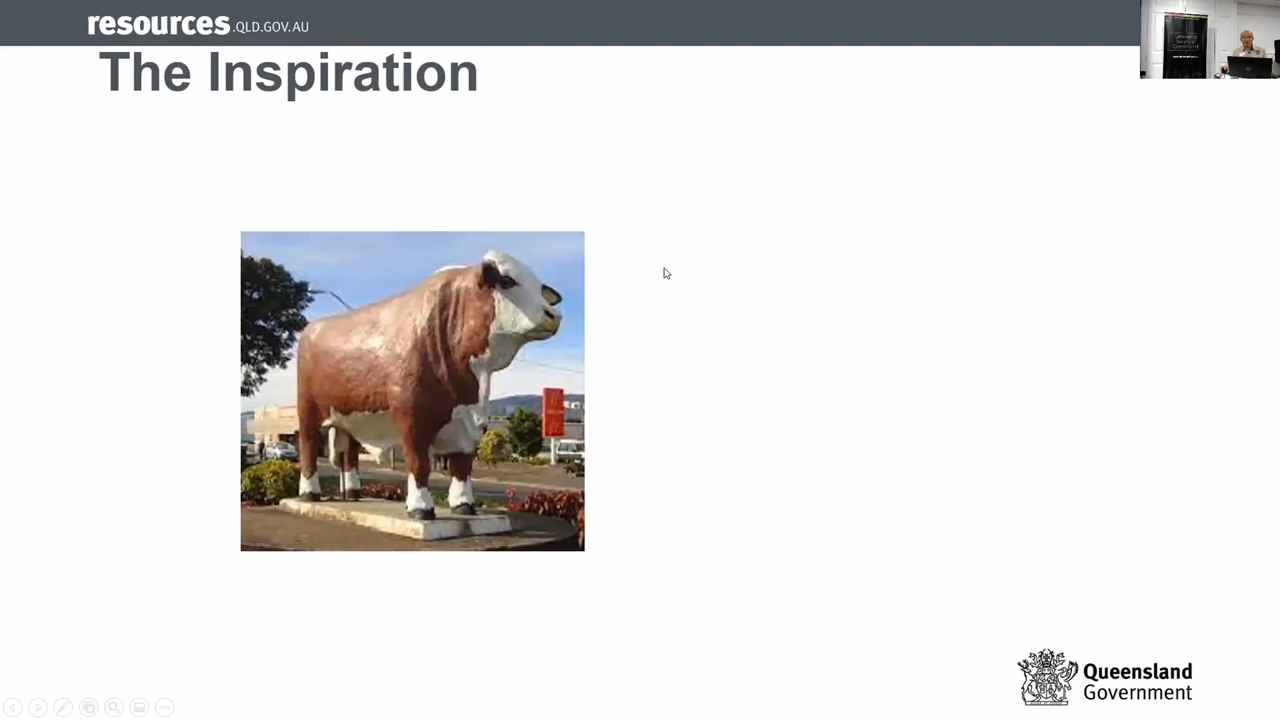 resources.QLD.GOV.AU
The Inspiration
Queensland
Government